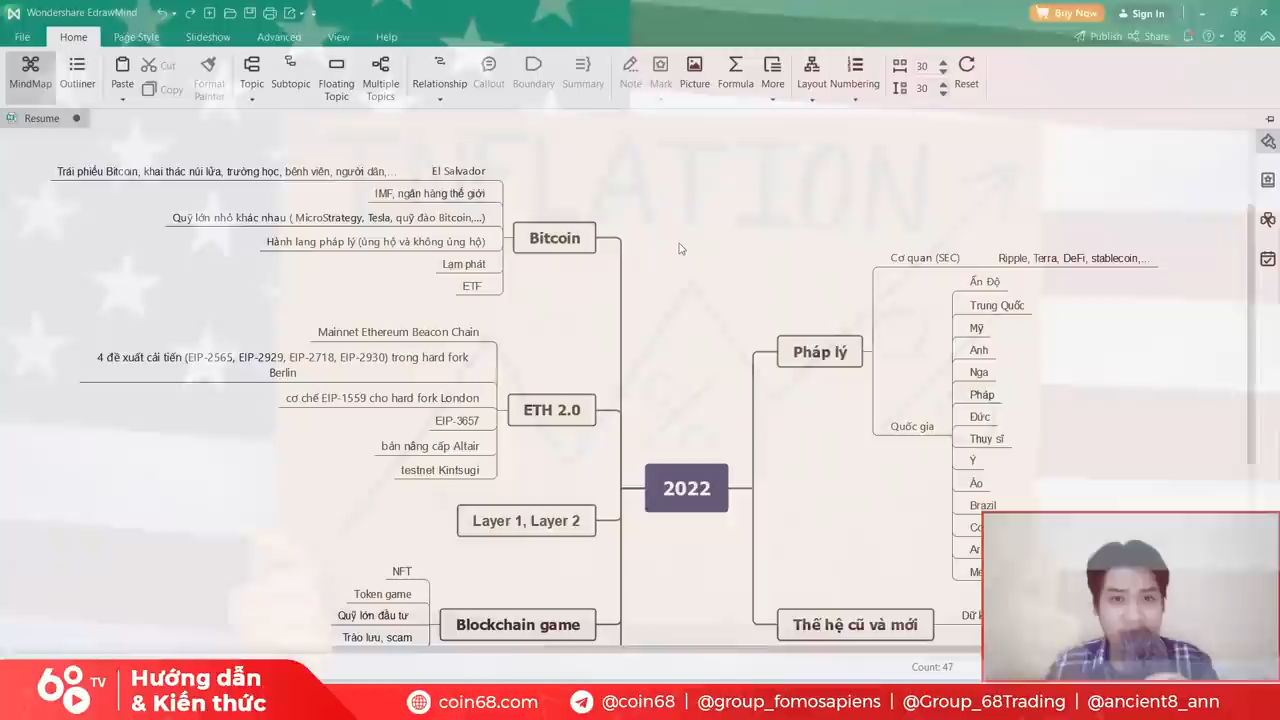 Wondershare EdrawMind
Buy Now
Sign In
File
Home
Page Style
Slideshow
Advanced
View
Help
Publish
Share
MindMap
Outliner
Paste
Cut
Copy
Format
Painter
Topic
Subtopic
Floating
Topic
Multiple
Topics
Relationship
Callout
Boundary
Summary
Note
Mark
Picture
Formula
More
Layout
Numbering
30
30
Reset
Resume
INFLATION
Trái phiếu Bitcoin, khai thác núi lửa, trường học, bệnh viên, người dân,...
El Salvador
IMF, ngân hàng thế giới
Quỹ lớn nhỏ khác nhau ( MicroStrategy, Tesla, quỹ đào Bitcoin,...)
Hành lang pháp lý (ủng hộ và không ủng hộ)
Lạm phát
ETF
Bitcoin
Mainnet Ethereum Beacon Chain
4 đề xuất cải tiến (EIP-2565, EIP-2929, EIP-2718, EIP-2930) trong hard fork
Berlin
cơ chế EIP-1559 cho hard fork London
EIP-3657
bản nâng cấp Altair
testnet Kintsugi
ETH 2.0
Layer 1, Layer 2
NFT
Token game
Quỹ lớn đầu tư
Trào lưu, scam
Blockchain game
2022
Pháp lý
Cơ quan (SEC)
Ripple, Terra, DeFi, stablecoin,...
Quốc gia
Ấn Độ
Trung Quốc
Mỹ
Anh
Nga
Pháp
Đức
Thuỵ sĩ
Ý
Áo
Brazil
Thế hệ cũ và mới
Count: 47
68 TV
Hướng dẫn
& Kiến thức
coin68.com
@coin68 | @group_fomosapiens | @Group_68Trading | @ancient8_ann